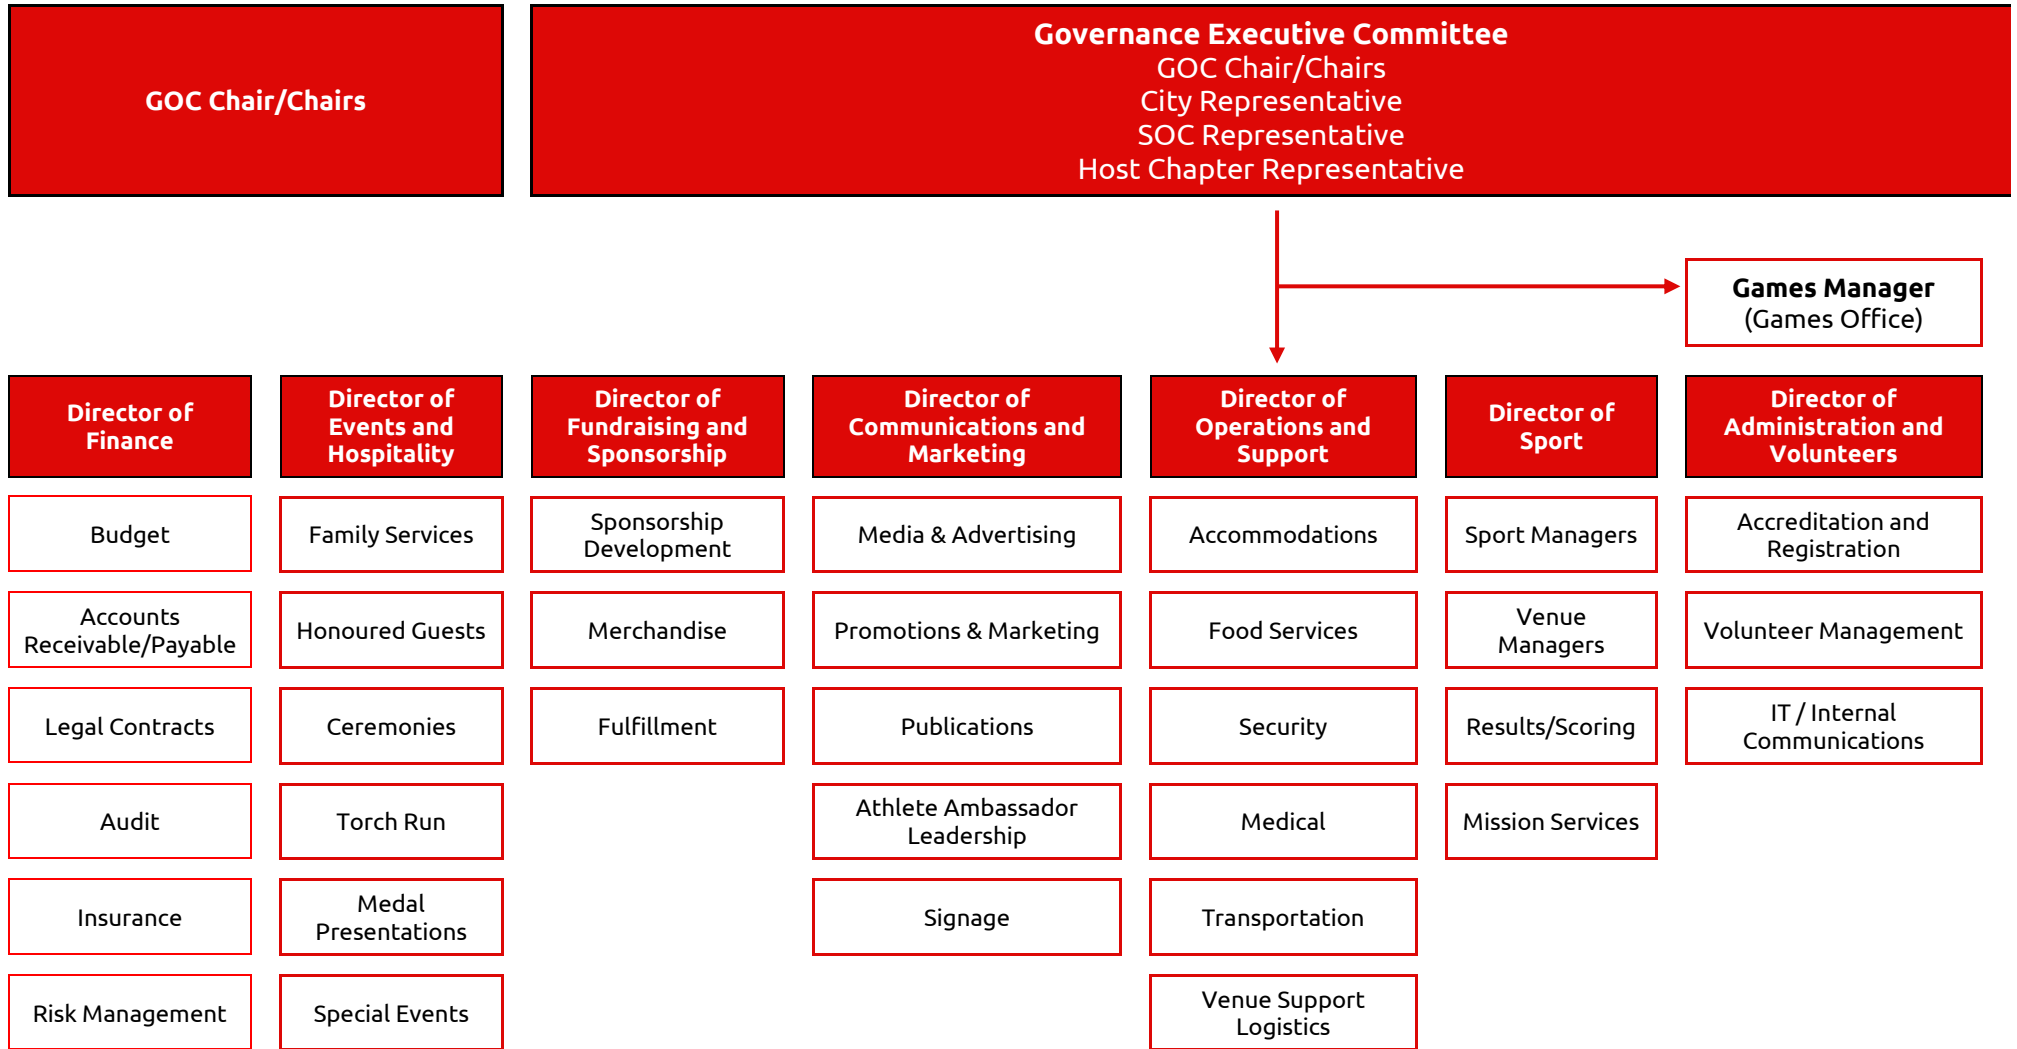 GOC Chair/Chairs
Governance Executive Committee
GOC Chair/Chairs
City Representative
SOC Representative
Host Chapter Representative
Games Manager
(Games Office)
Director of
Finance
Budget
Accounts
Receivable/Payable
Legal Contracts
Audit
Insurance
Risk Management
Director of
Events and
Hospitality
Family Services
Honoured Guests
Ceremonies
Torch Run
Medal
Presentations
Special Events
Director of
Fundraising and
Sponsorship
Sponsorship
Development
Merchandise
Fulfillment
Director of
Communications and
Marketing
Media & Advertising
Promotions & Marketing
Publications
Athlete Ambassador
Leadership
Signage
Director of
Operations and
Support
Accommodations
Food Services
Security
Medical
Transportation
Venue Support
Logistics
Director of
Sport
Sport Managers
Venue
Managers
Results/Scoring
Mission Services
Director of
Administration and
Volunteers
Accreditation and
Registration
Volunteer Management
IT / Internal
Communications